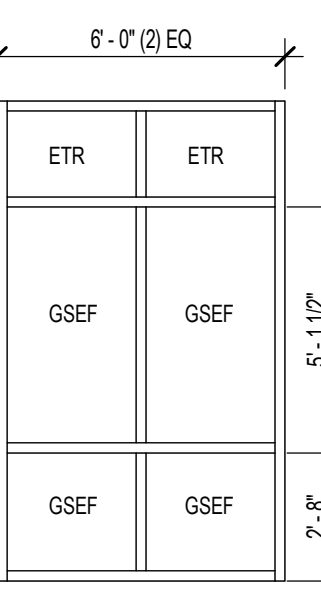 6' - 0" (2) EQ
ETR ETR
GSEF GSEF
5' - 1 1/2"
GSEF GSEF
2' - 8"